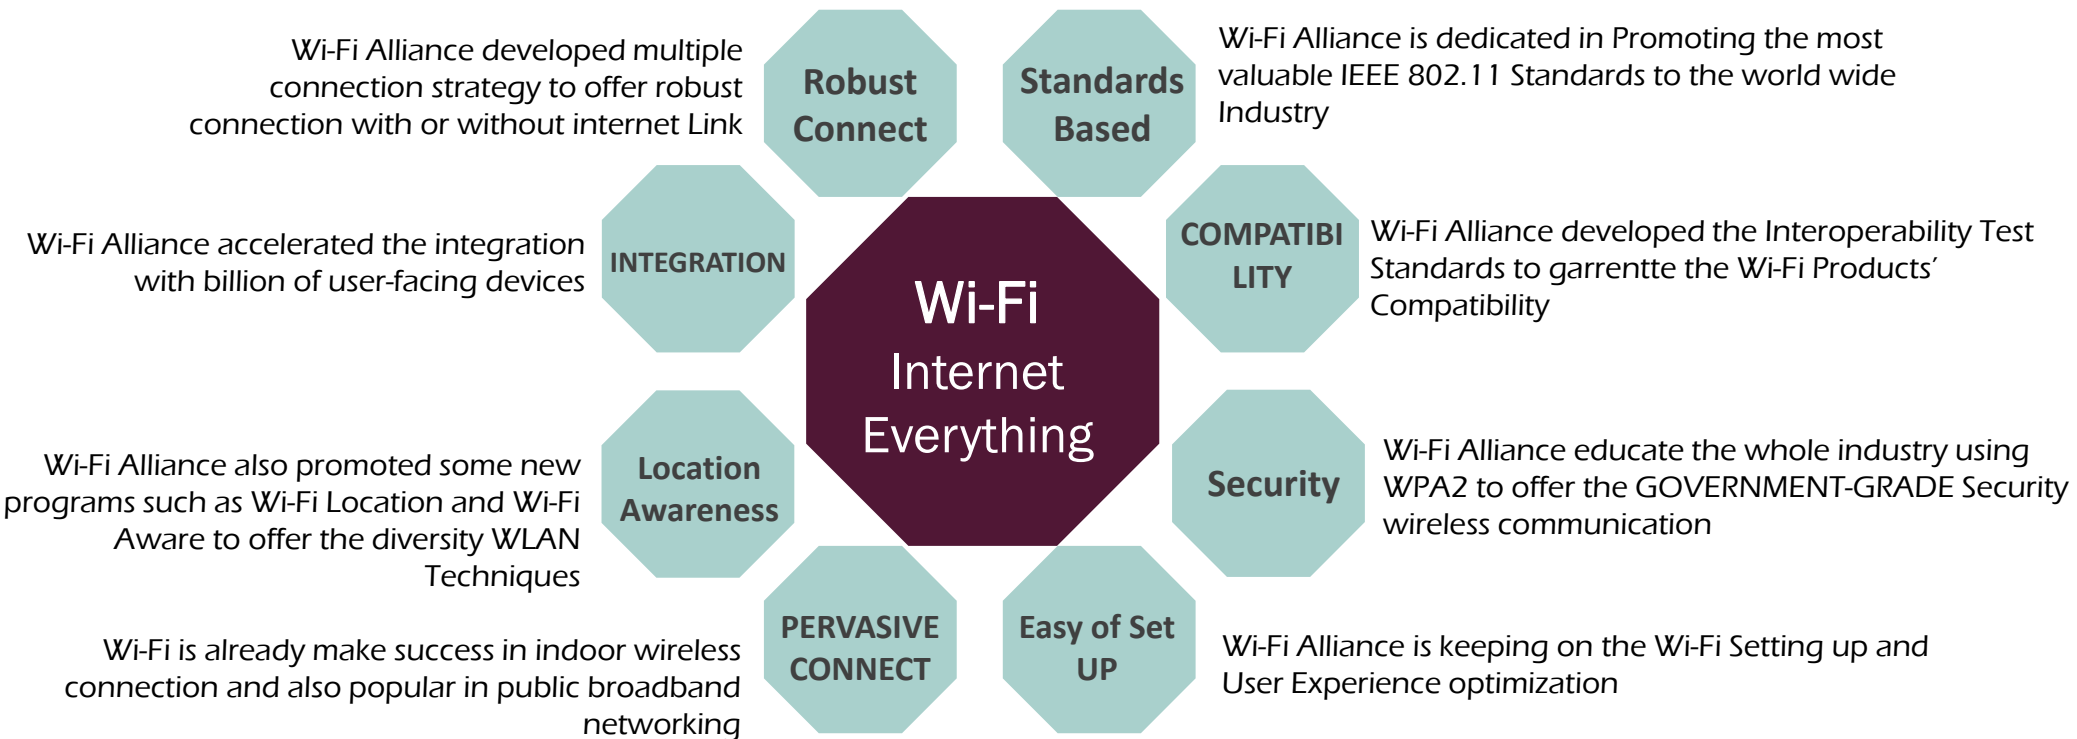 Wi-Fi Alliance developed multiple
connection strategy to offer robust
connection with or without internet Link
Robust
Connect
Standards
Based
Wi-Fi Alliance is dedicated in Promoting the most
valuable IEEE 802.11 Standards to the world wide
Industry
Wi-Fi Alliance accelerated the integration
with billion of user-facing devices
INTEGRATION
COMPATIBI
LITY
Wi-Fi Alliance developed the Interoperability Test
Standards to garrentte the Wi-Fi Products’
Compatibility
Wi-Fi
Internet
Everything
Wi-Fi Alliance also promoted some new
programs such as Wi-Fi Location and Wi-Fi
Aware to offer the diversity WLAN
Techniques
Location
Awareness
Security
Wi-Fi Alliance educate the whole industry using
WPA2 to offer the GOVERNMENT-GRADE Security
wireless communication
Wi-Fi is already make success in indoor wireless
connection and also popular in public broadband
networking
PERVASIVE
CONNECT
Easy of Set
UP
Wi-Fi Alliance is keeping on the Wi-Fi Setting up and
User Experience optimization